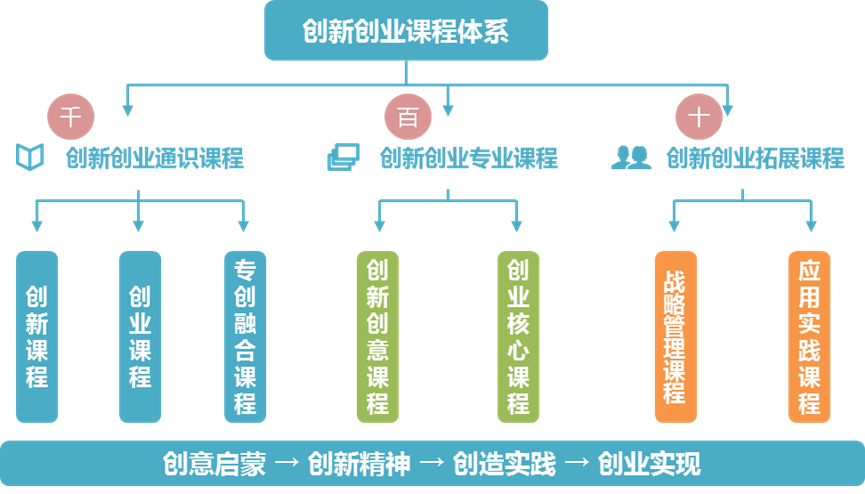 创新创业课程体系
千
百
十
创新创业通识课程
创新创业专业课程
创新创业拓展课程
创新课程
创业课程
专创融合课程
创新创意课程
创业核心课程
战略管理课程
应用实践课程
创意启蒙 → 创新精神 → 创造实践 → 创业实现